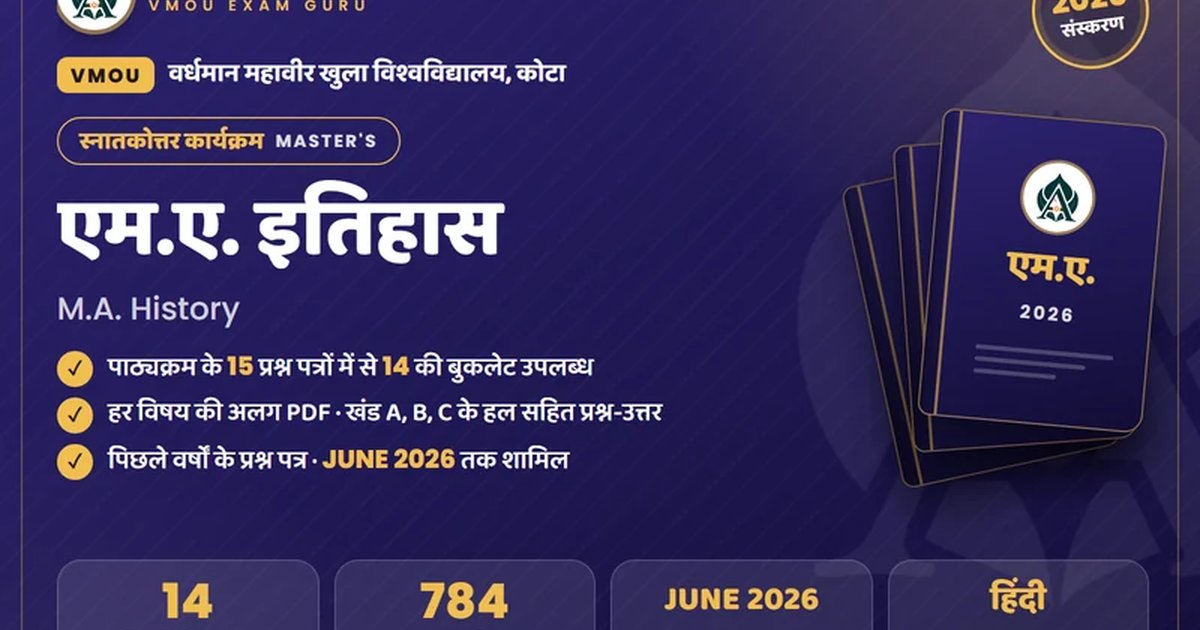 VMOU EXAM GURU
संस्करण
VMOU वर्धमान महावीर खुला विश्वविद्यालय, कोटा
स्नातकोत्तर कार्यक्रम MASTER'S
एम.ए. इतिहास
M.A. History
एम.ए.
2026
✓ पाठ्यक्रम के 15 प्रश्न पत्रों में से 14 की बुकलेट उपलब्ध
✓ हर विषय की अलग PDF · खंड A, B, C के हल सहित प्रश्न-उत्तर
✓ पिछले वर्षों के प्रश्न पत्र · JUNE 2026 तक शामिल
14
784
JUNE 2026
हिंदी